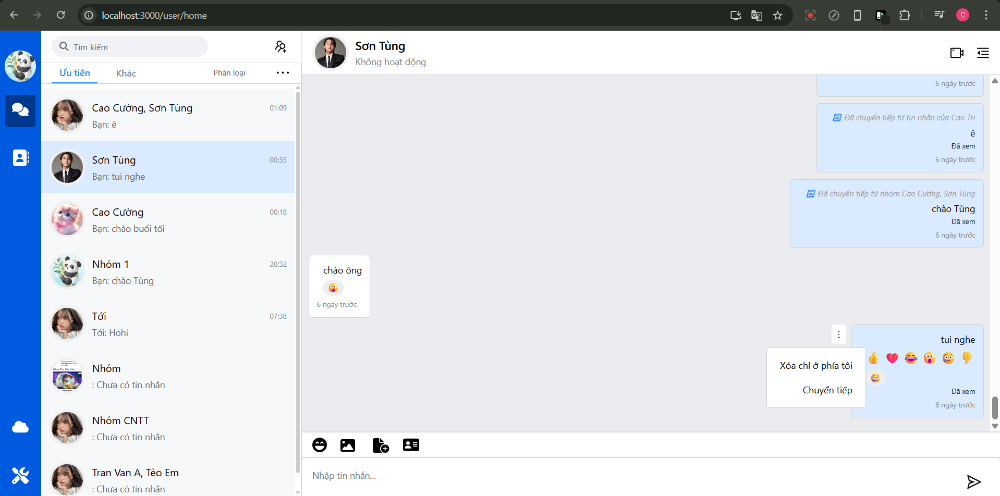 localhost:3000/user/home
C
Tìm kiếm
Ưu tiên
Khác
Phân loại
Cao Cường, Sơn Tùng
01:09
Bạn: ê
Sơn Tùng
00:35
Bạn: tui nghe
Cao Cường
00:18
Bạn: chào buổi tối
Nhóm 1
20:32
Bạn: chào Tùng
Tới
07:38
Tới: Hohi
Nhóm
: Chưa có tin nhắn
Nhóm CNTT
: Chưa có tin nhắn
Tran Van A, Tèo Em
: Chưa có tin nhắn
Sơn Tùng
Không hoạt động
6 ngày trước
Đã chuyển tiếp từ tin nhắn của Cao Tri
ê
Đã xem
6 ngày trước
Đã chuyển tiếp từ nhóm Cao Cường, Sơn Tùng
chào Tùng
Đã xem
6 ngày trước
chào ông
6 ngày trước
tui nghe
Xóa chỉ ở phía tôi
Chuyển tiếp
Đã xem
6 ngày trước
Nhập tin nhắn...